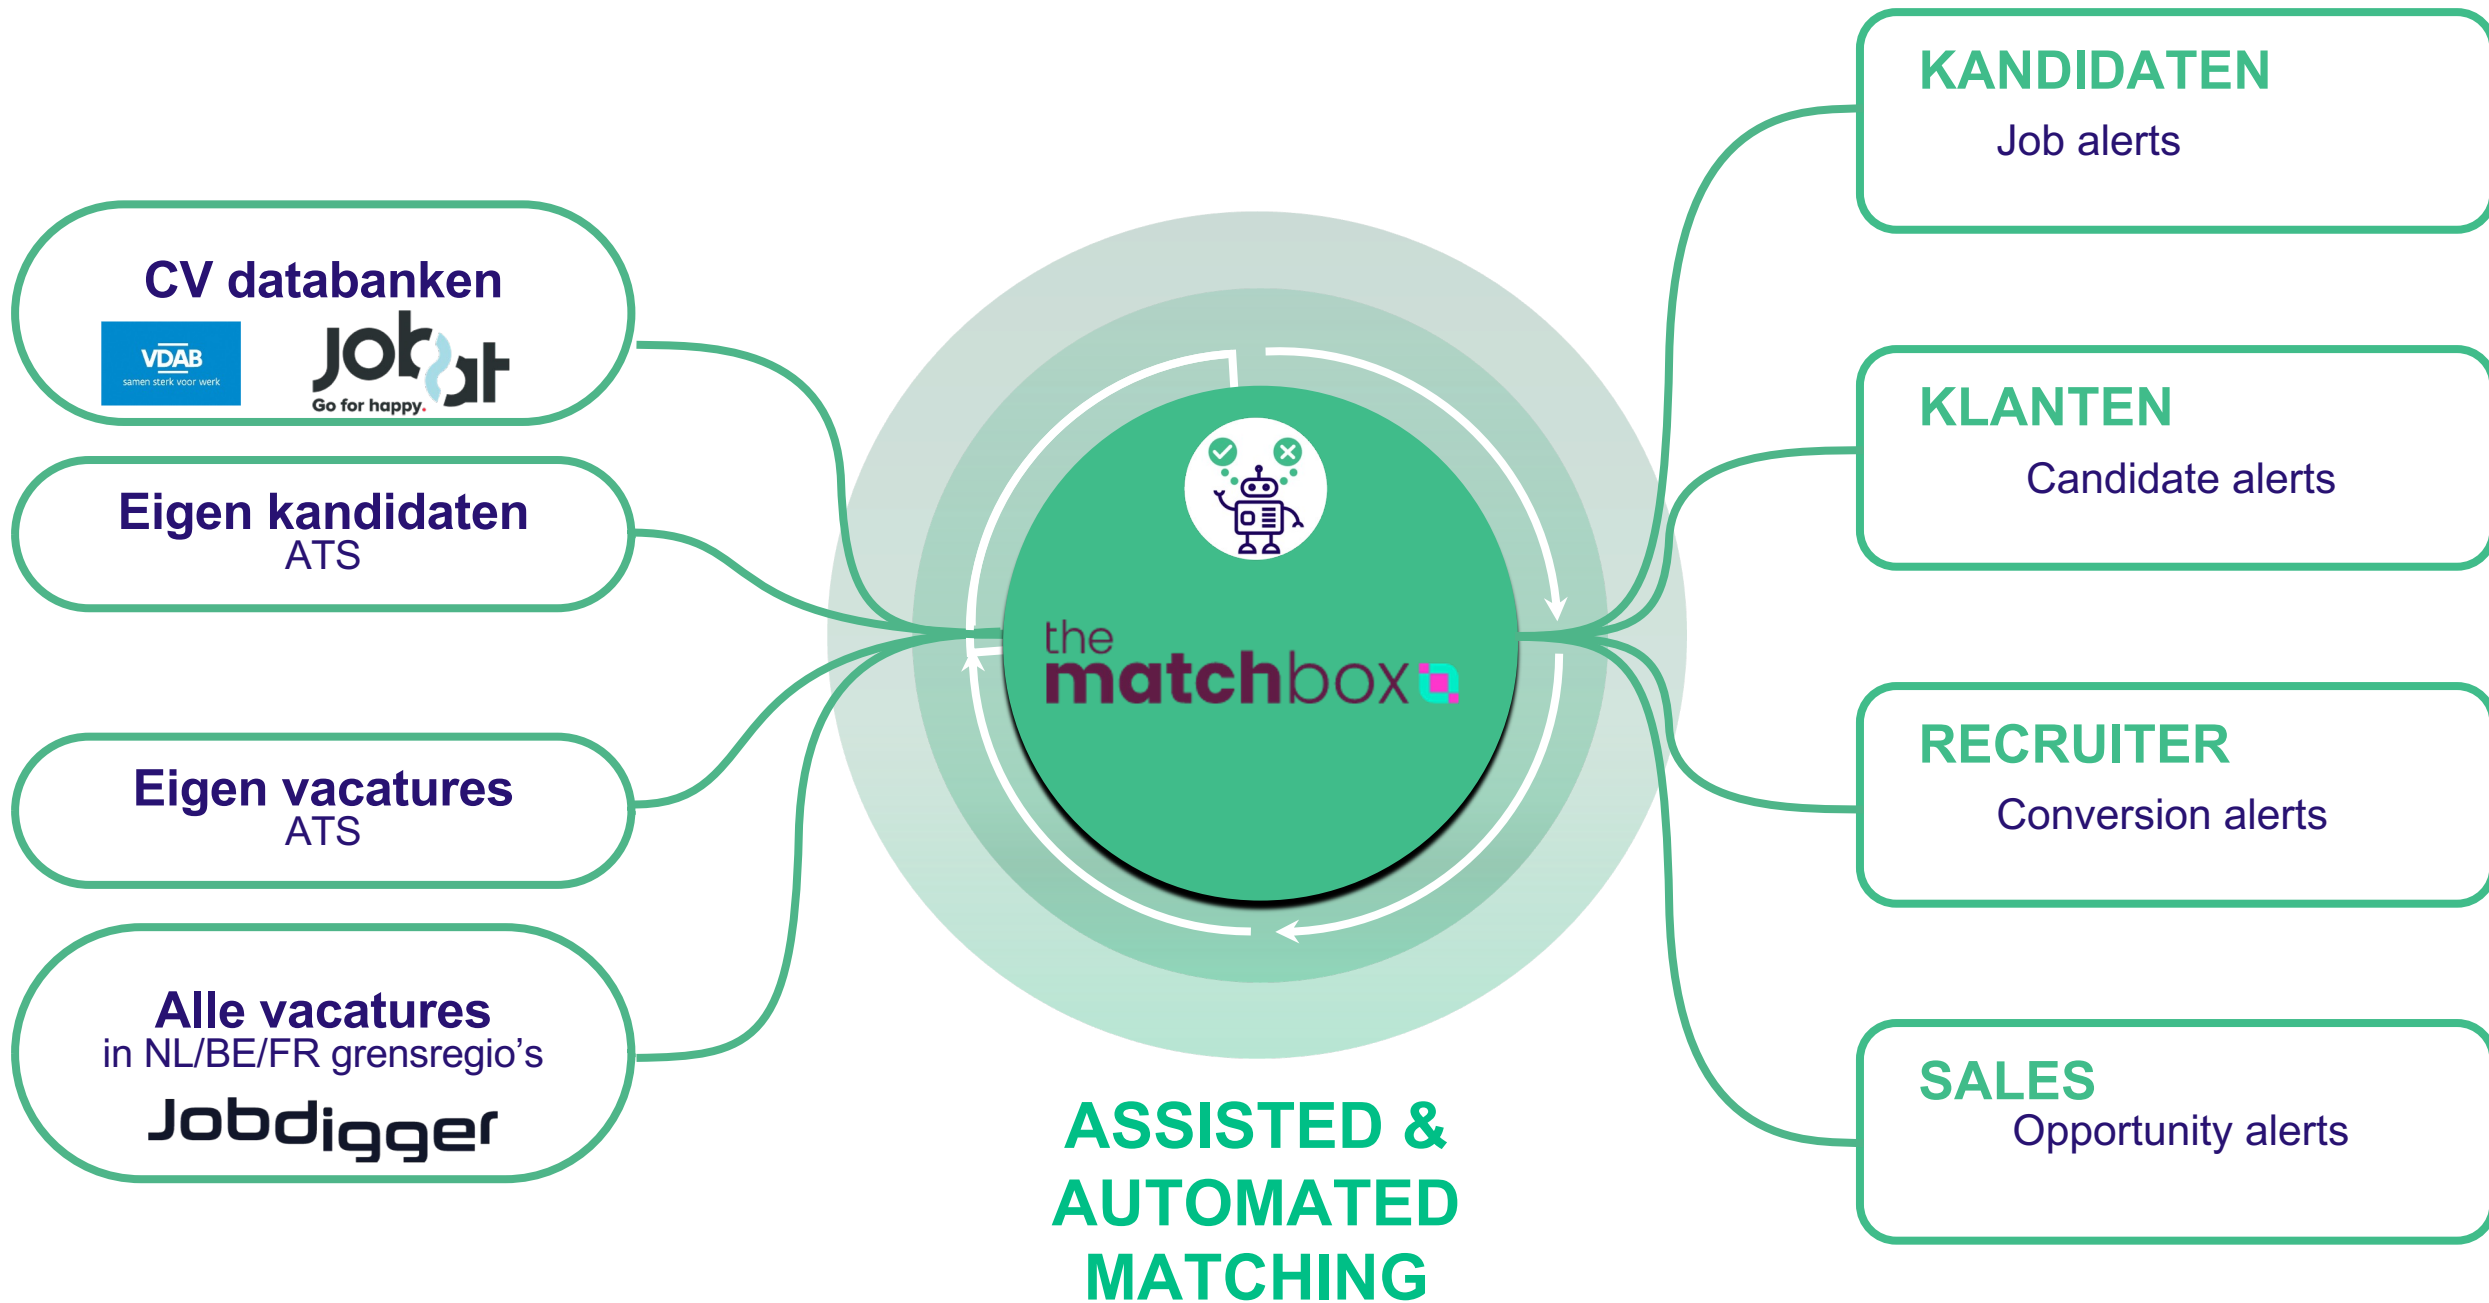 CV databanken
VDAB
samen sterk voor werk
Jobat
Go for happy.
Eigen kandidaten
ATS
Eigen vacatures
ATS
Alle vacatures
in NL/BE/FR grensregio’s
Jobdigger
the
matchbox
ASSISTED &
AUTOMATED
MATCHING
KANDIDATEN
Job alerts
KLANTEN
Candidate alerts
RECRUITER
Conversion alerts
SALES
Opportunity alerts